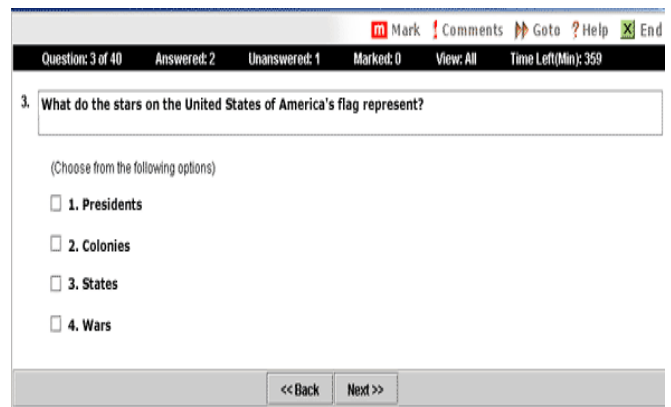 m Mark ! Comments Goto ? Help X End
Question: 3 of 40 Answered: 2 Unanswered: 1 Marked: 0 View: All Time Left(Min): 359
3. What do the stars on the United States of America's flag represent?
(Choose from the following options)
1. Presidents
2. Colonies
3. States
4. Wars
<< Back Next >>